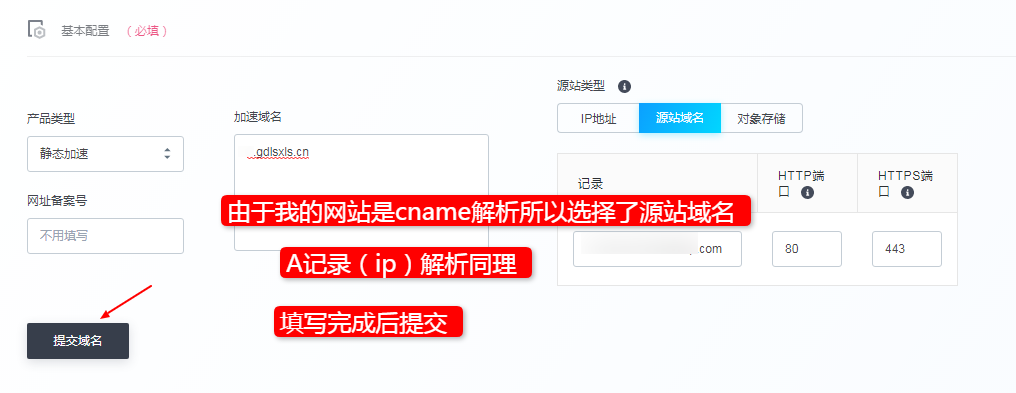 基本配置 （必填）
产品类型
静态加速
网址备案号
不用填写
提交域名
加速域名
.gdlsxls.cn
源站类型
IP地址 源站域名 对象存储
记录 HTTP端口 HTTPS端口
.com 80 443
由于我的网站是cname解析所以选择了源站域名
A记录（ip）解析同理
填写完成后提交